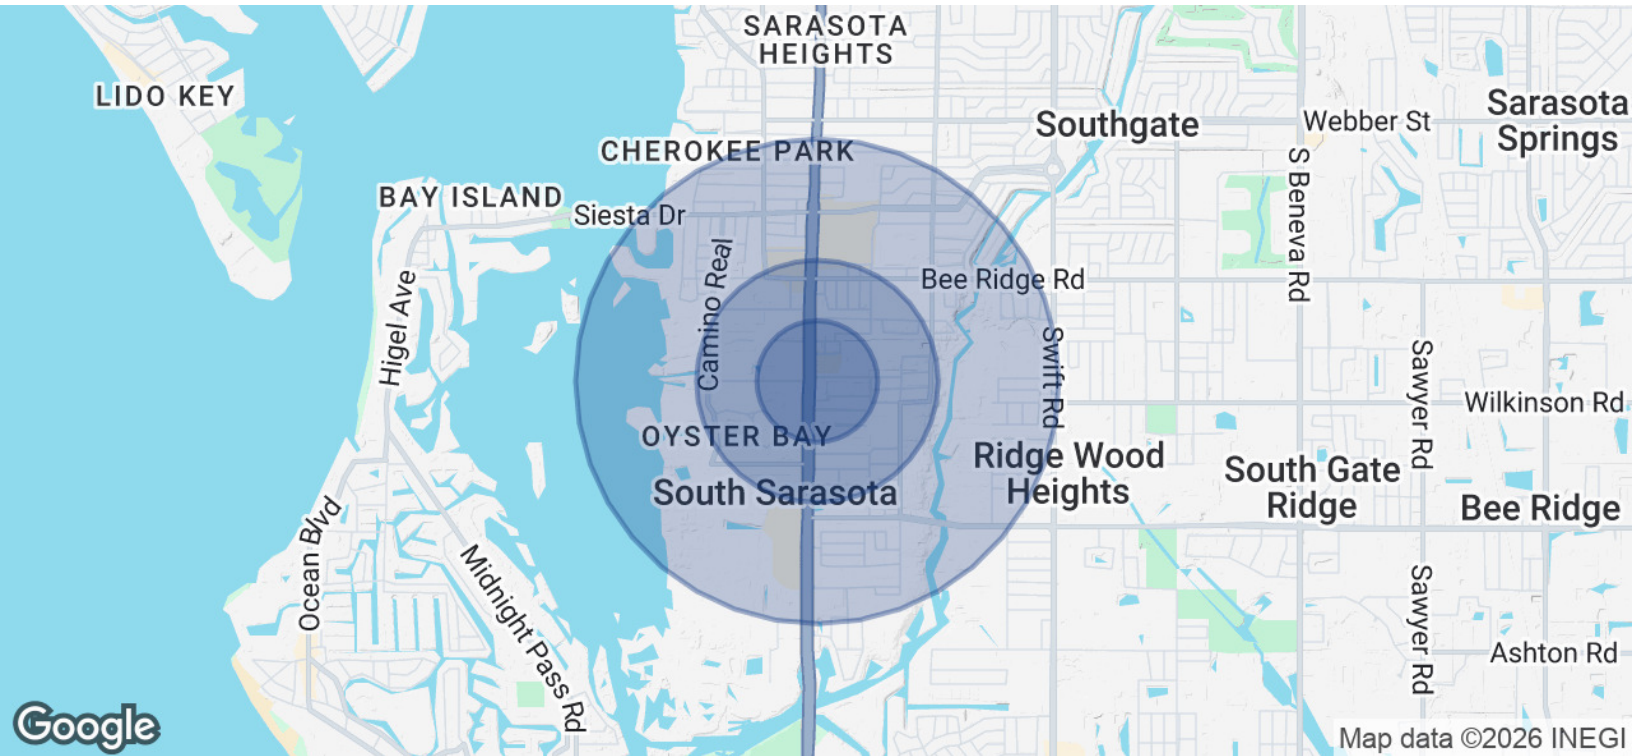 SARASOTA
HEIGHTS
LIDO KEY
Southgate
Webber St
Sarasota
Springs
CHEROKEE PARK
BAY ISLAND
Siesta Dr
S Beneva Rd
Camino Real
Bee Ridge Rd
Higel Ave
Swift Rd
Sawyer Rd
Wilkinson Rd
OYSTER BAY
Ridge Wood
Heights
South Gate
Ridge
South Sarasota
Bee Ridge
Ocean Blvd
Midnight Pass Rd
Sawyer Rd
Ashton Rd
Google
Map data ©2026 INEGI